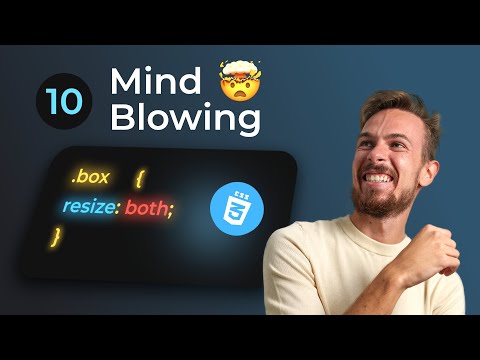 10
Mind 🤯
Blowing
.box {
resize: both;
}
CSS